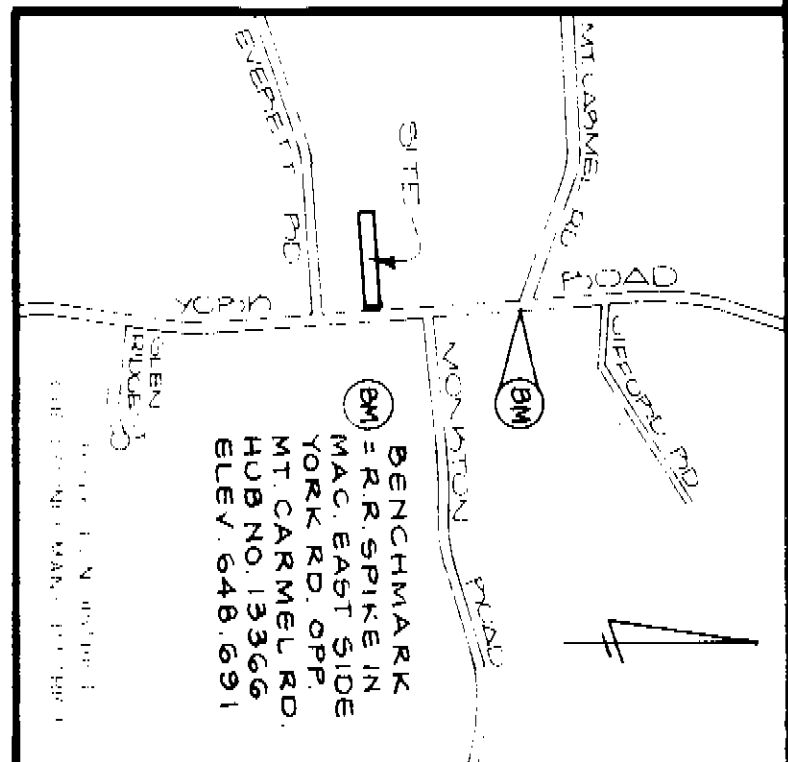 MT. CARMEL RD
EVERETT RD
SITE
YORK
ROAD
GIFFORD RD
GLEN
RIDGE
MONKTON
ROAD
BM
BM
BENCHMARK
= R.R. SPIKE IN
MAC. EAST SIDE
YORK RD. OPP.
MT. CARMEL RD.
HUB NO. 13366
ELEV. 648.691